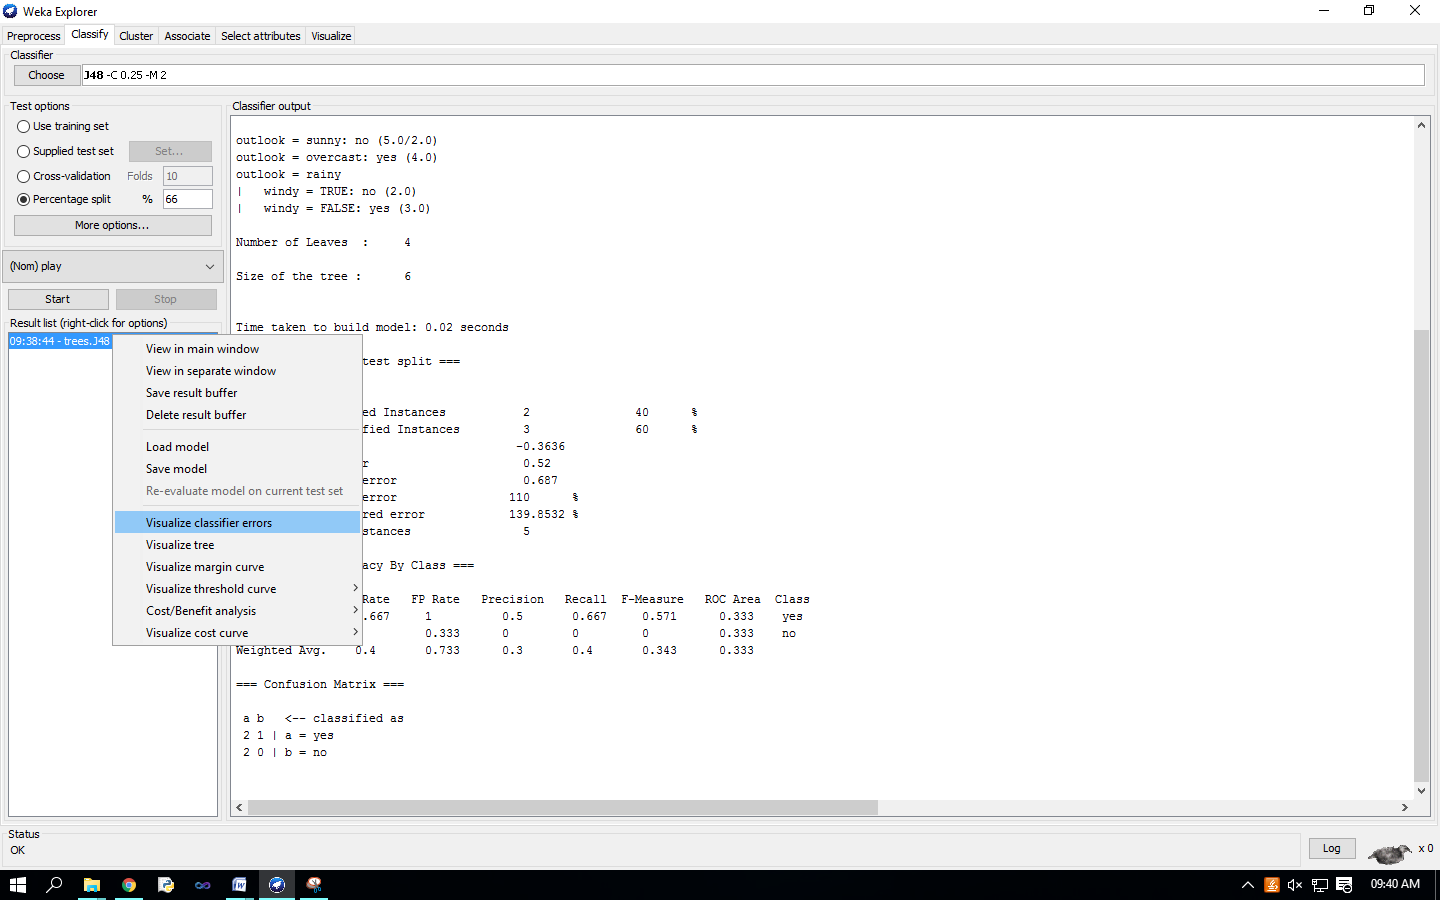 Weka Explorer
Preprocess Classify Cluster Associate Select attributes Visualize
Classifier
Choose J48 -C 0.25 -M 2
Test options
Use training set
Supplied test set Set...
Cross-validation Folds 10
Percentage split % 66
More options...
(Nom) play
Start Stop
Result list (right-click for options)
09:38:44 - trees.J48
View in main window
View in separate window
Save result buffer
Delete result buffer
Load model
Save model
Re-evaluate model on current test set
Visualize classifier errors
Visualize tree
Visualize margin curve
Visualize threshold curve
Cost/Benefit analysis
Visualize cost curve
Classifier output
outlook = sunny: no (5.0/2.0)
outlook = overcast: yes (4.0)
outlook = rainy
|   windy = TRUE: no (2.0)
|   windy = FALSE: yes (3.0)
Number of Leaves  :     4
Size of the tree :      6
Time taken to build model: 0.02 seconds
test split ===
ed Instances 2 40 %
fied Instances 3 60 %
-0.3636
r 0.52
error 0.687
error 110 %
red error 139.8532 %
stances 5
acy By Class ===
Rate FP Rate Precision Recall F-Measure ROC Area Class
.667 1 0.5 0.667 0.571 0.333 yes
0.333 0 0 0 0.333 no
Weighted Avg. 0.4 0.733 0.3 0.4 0.343 0.333
=== Confusion Matrix ===
a b   <-- classified as
2 1 | a = yes
2 0 | b = no
Status
OK
Log x 0
09:40 AM